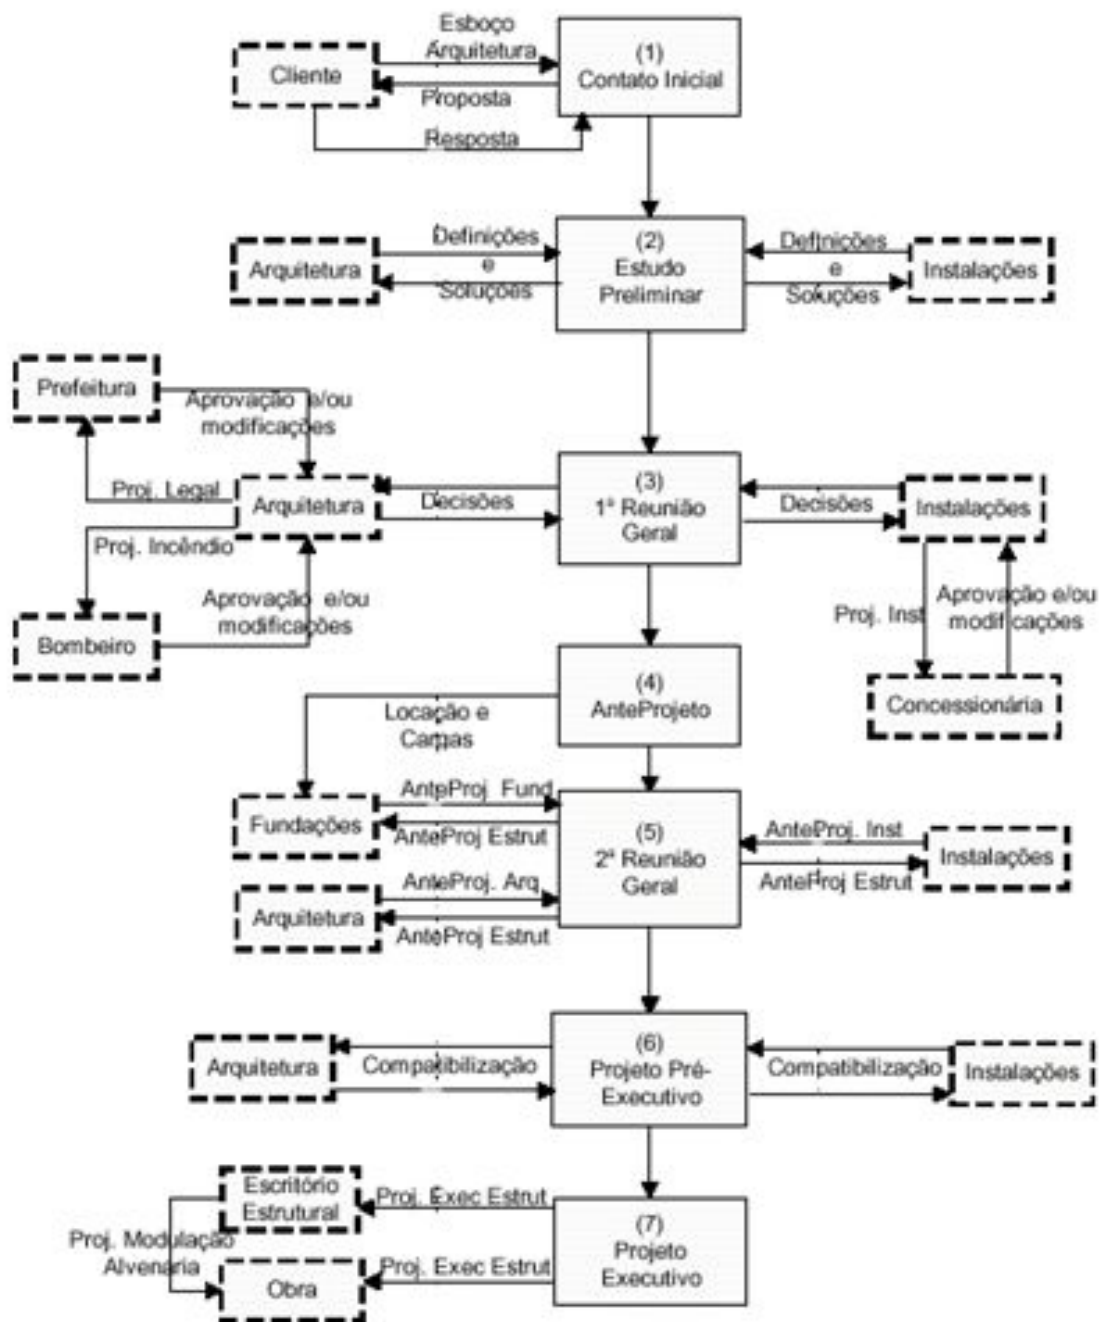 Esboço
Arquitetura
(1)
Contato Inicial
Cliente
Proposta
Resposta
Definições
e
Soluções
Arquitetura
(2)
Estudo
Preliminar
Definições
e
Soluções
Instalações
Prefeitura
Aprovação e/ou
modificações
Proj. Legal
Arquitetura
Decisões
(3)
1ª Reunião
Geral
Decisões
Instalações
Proj. Incêndio
Aprovação e/ou
modificações
Bombeiro
Proj. Inst
Aprovação e/ou
modificações
Concessionária
(4)
AnteProjeto
Locação e
Cargas
AnteProj Fund
Fundações
AnteProj Estrut
(5)
2ª Reunião
Geral
AnteProj. Inst
Instalações
AnteProj Estrut
AnteProj. Arq
Arquitetura
AnteProj Estrut
(6)
Projeto Pré-
Executivo
Arquitetura
Compatibilização
Compatibilização
Instalações
Escritório
Estrutural
Proj. Exec Estrut
(7)
Projeto
Executivo
Proj. Modulação
Alvenaria
Proj. Exec Estrut
Obra